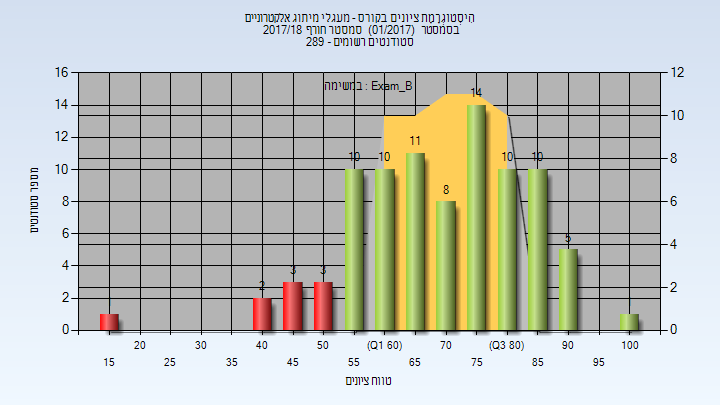 היסטוגרמת ציונים בקורס - מעגלי מיתוג אלקטרוניים
בסמסטר (01/2017) סמסטר חורף 2017/18
סטודנטים רשומים - 289
במשימה : Exam_B
16 14 12 10 8 6 4 2 0
12 10 8 6 4 2 0
מספר סטודנטים
2 3 3 10 10 11 8 14 10 10 5
20 30 40 50 (Q1 60) 70 (Q3 80) 90 100
15 25 35 45 55 65 75 85 95
טווח ציונים